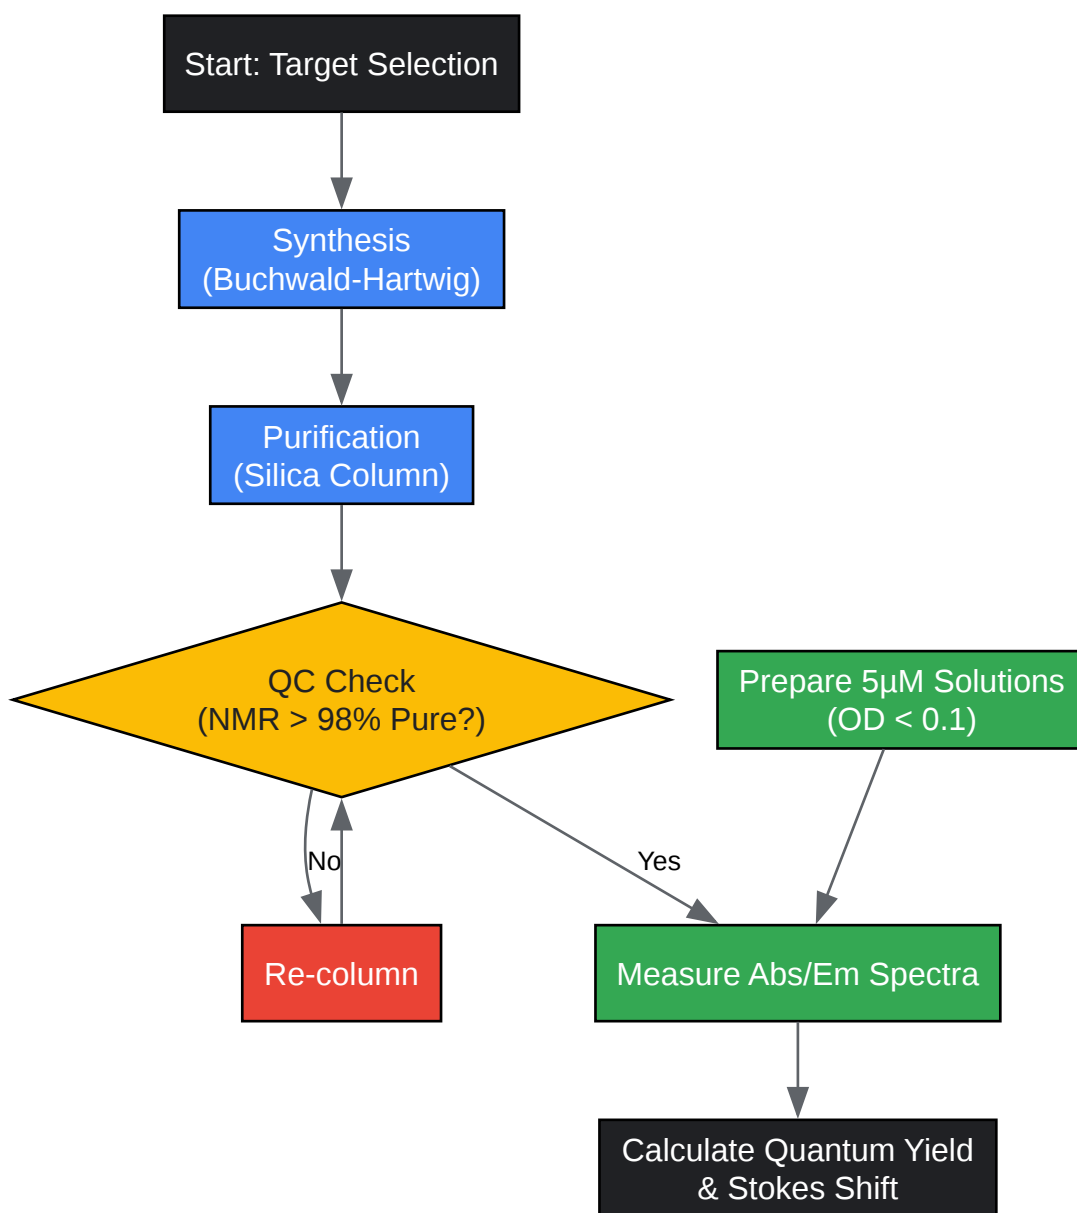 Start: Target Selection
Synthesis
(Buchwald-Hartwig)
Purification
(Silica Column)
QC Check
(NMR > 98% Pure?)
Prepare 5µM Solutions
(OD < 0.1)
No
Yes
Re-column
Measure Abs/Em Spectra
Calculate Quantum Yield
& Stokes Shift